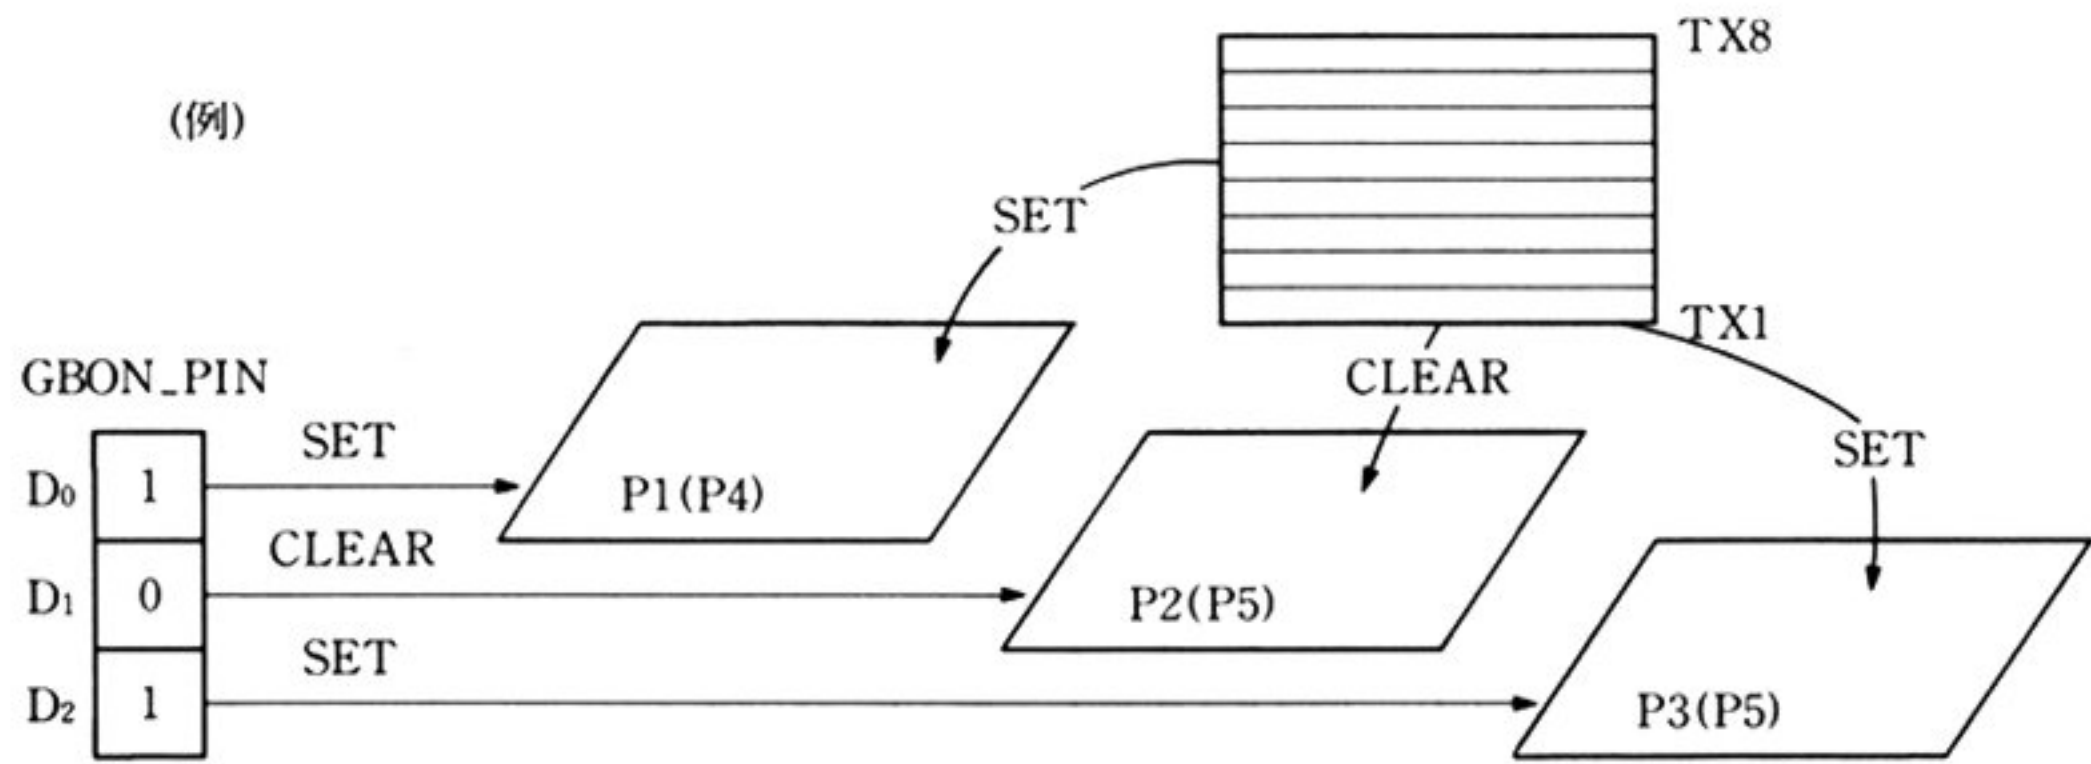 TX8
(例)
SET
TX1
GBON_PIN
CLEAR
SET
SET
D0 1
P1(P4)
CLEAR
D1 0
P2(P5)
SET
D2 1
P3(P5)